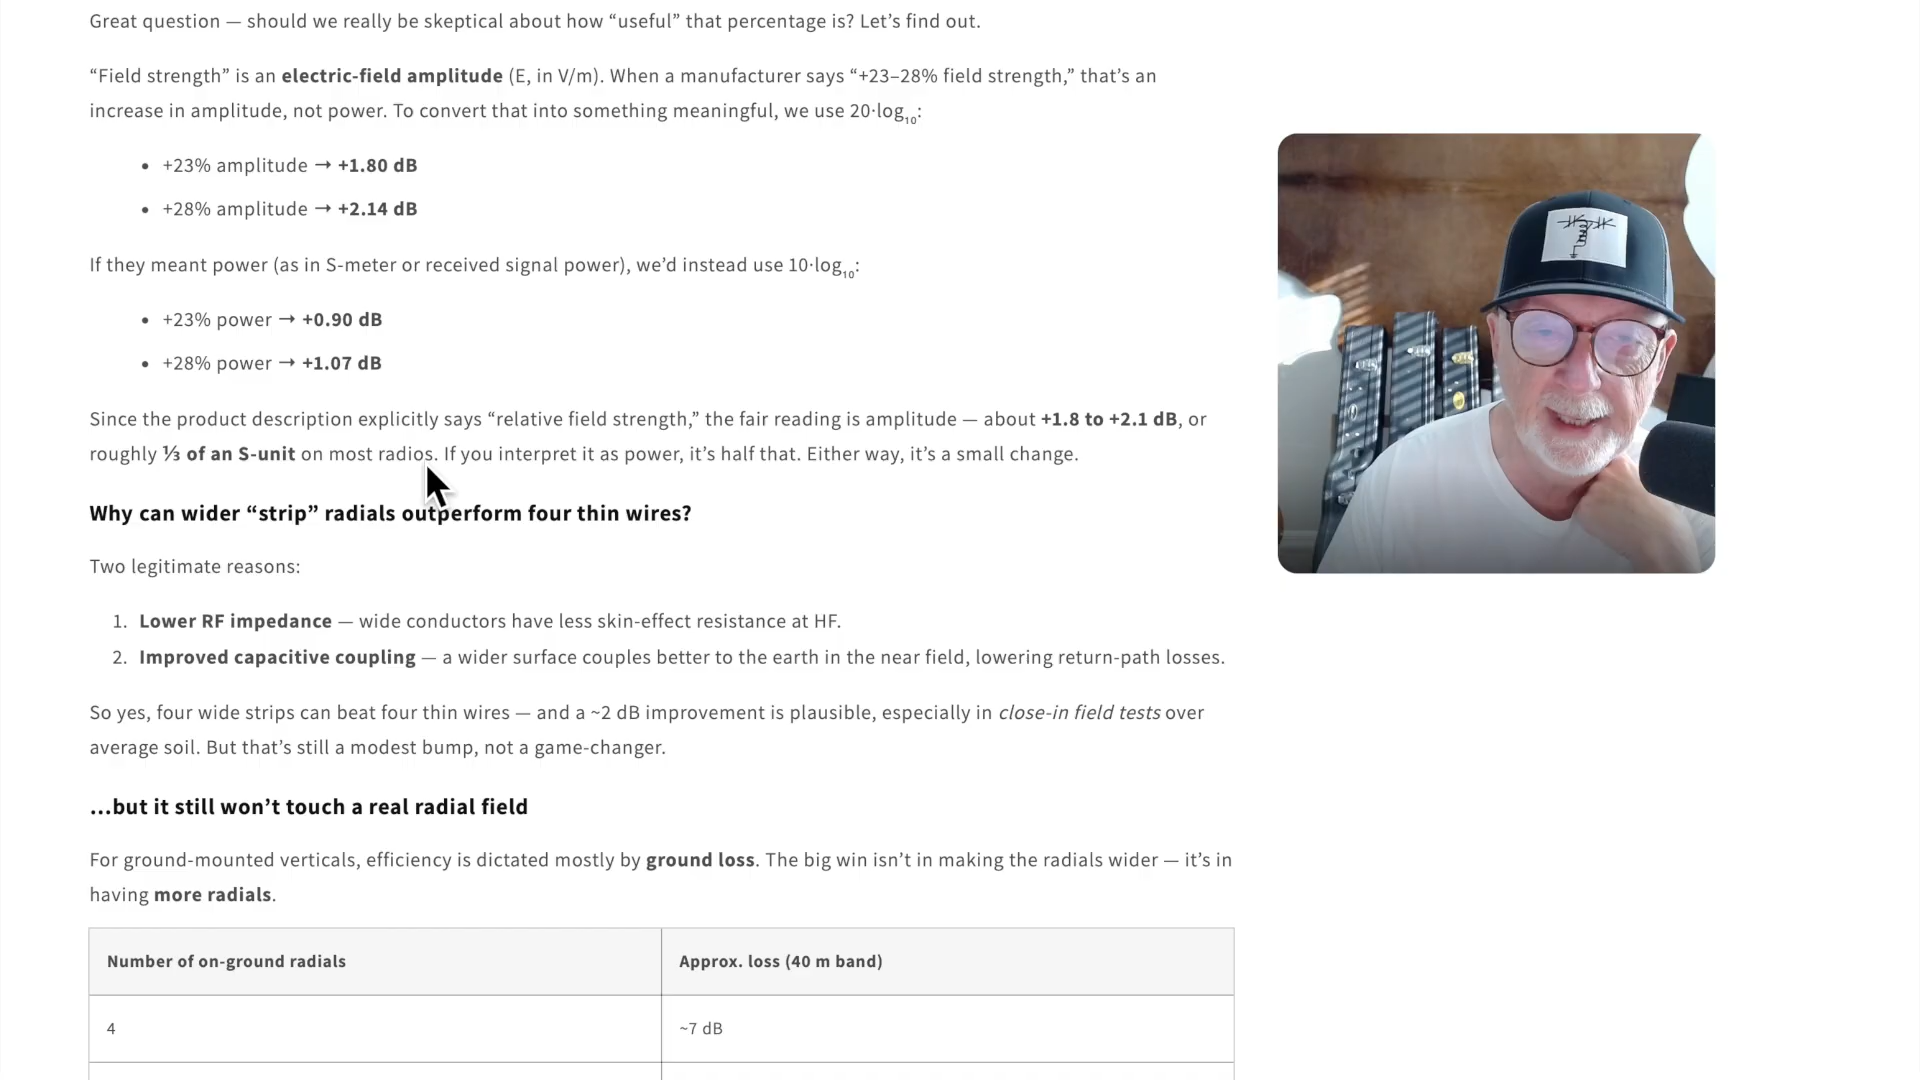 Great question — should we really be skeptical about how “useful” that percentage is? Let’s find out.
“Field strength” is an electric-field amplitude (E, in V/m). When a manufacturer says “+23–28% field strength,” that’s an
increase in amplitude, not power. To convert that into something meaningful, we use 20·log₁₀:
• +23% amplitude → +1.80 dB
• +28% amplitude → +2.14 dB
If they meant power (as in S-meter or received signal power), we’d instead use 10·log₁₀:
• +23% power → +0.90 dB
• +28% power → +1.07 dB
Since the product description explicitly says “relative field strength,” the fair reading is amplitude — about +1.8 to +2.1 dB, or
roughly ⅓ of an S-unit on most radios. If you interpret it as power, it’s half that. Either way, it’s a small change.
Why can wider “strip” radials outperform four thin wires?
Two legitimate reasons:
1. Lower RF impedance — wide conductors have less skin-effect resistance at HF.
2. Improved capacitive coupling — a wider surface couples better to the earth in the near field, lowering return-path losses.
So yes, four wide strips can beat four thin wires — and a ~2 dB improvement is plausible, especially in close-in field tests over
average soil. But that’s still a modest bump, not a game-changer.
…but it still won’t touch a real radial field
For ground-mounted verticals, efficiency is dictated mostly by ground loss. The big win isn’t in making the radials wider — it’s in
having more radials.
Number of on-ground radials
Approx. loss (40 m band)
4
~7 dB